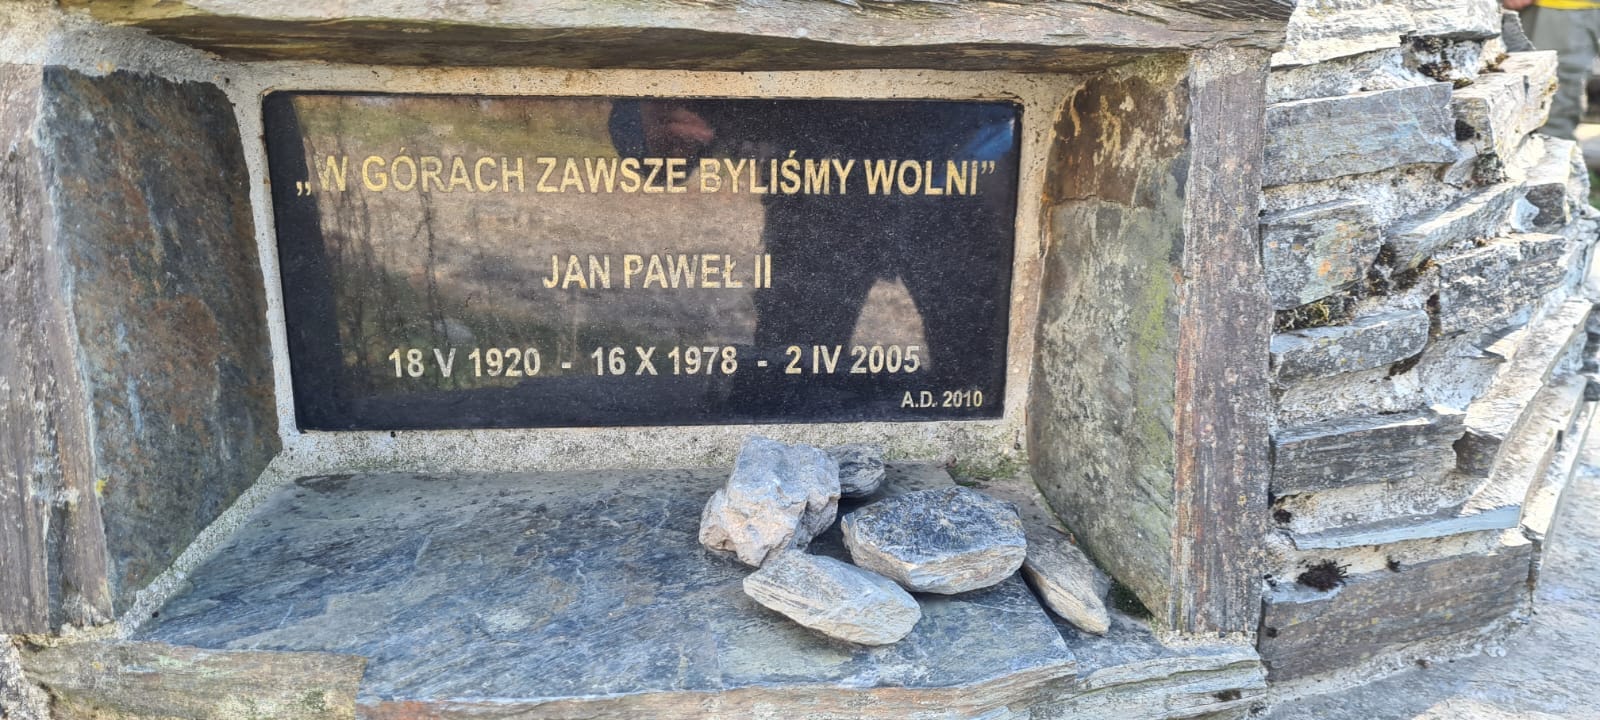 „W GÓRACH ZAWSZE BYLIŚMY WOLNI”
JAN PAWEŁ II
18 V 1920 - 16 X 1978 - 2 IV 2005
A.D. 2010